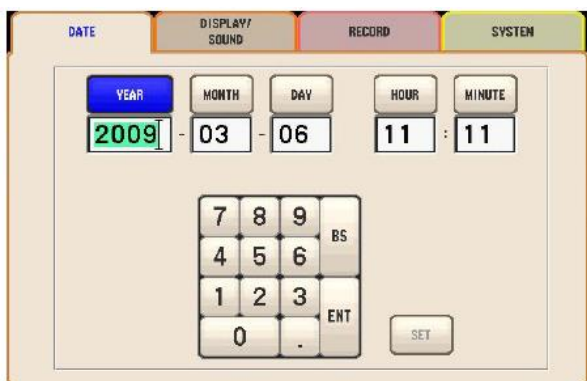 DATE DISPLAY/ SOUND RECORD SYSTEM
YEAR MONTH DAY HOUR MINUTE
2009 - 03 - 06 11 : 11
7 8 9 BS
4 5 6
1 2 3 ENT
0 .
SET